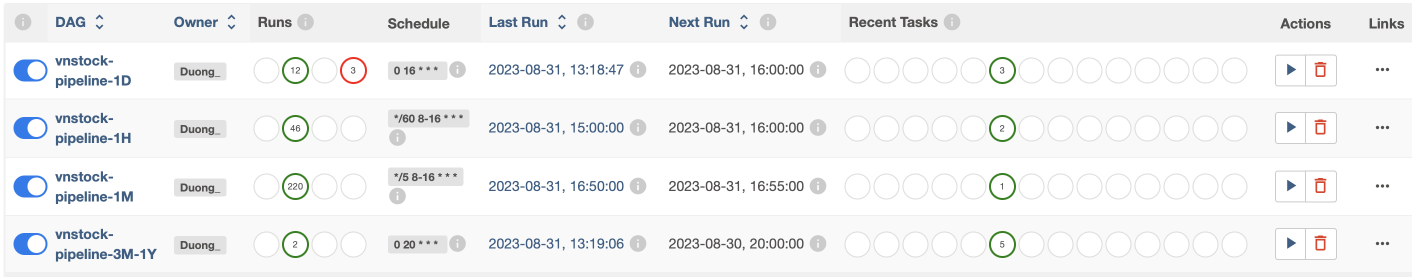 DAG Owner Runs Schedule Last Run Next Run Recent Tasks Actions Links
vnstock-
pipeline-1D
Duong_ 12 3 0 16 * * * 2023-08-31, 13:18:47 2023-08-31, 16:00:00 3
vnstock-
pipeline-1H
Duong_ 46 */60 8-16 * * * 2023-08-31, 15:00:00 2023-08-31, 16:00:00 2
vnstock-
pipeline-1M
Duong_ 220 */5 8-16 * * * 2023-08-31, 16:50:00 2023-08-31, 16:55:00 1
vnstock-
pipeline-3M-1Y
Duong_ 2 0 20 * * * 2023-08-31, 13:19:06 2023-08-30, 20:00:00 5